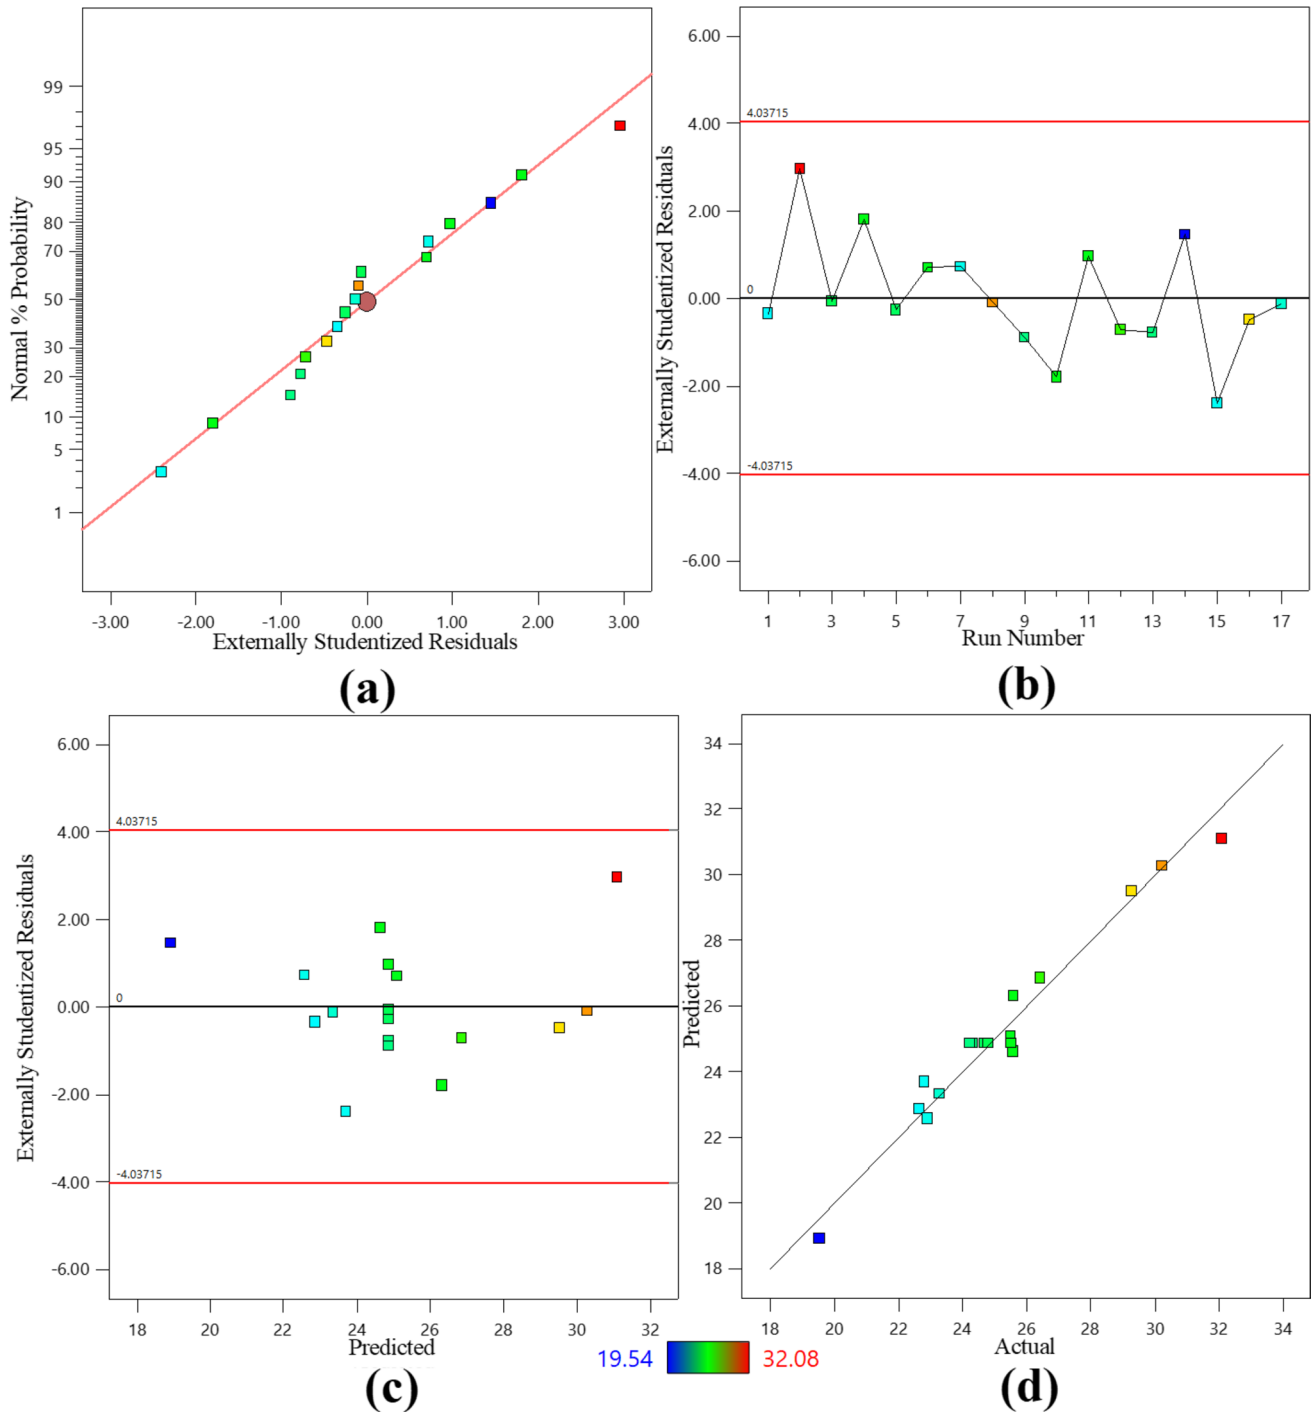 99
95
90
80
70
50
30
20
10
5
1
Normal % Probability
-3.00 -2.00 -1.00 0.00 1.00 2.00 3.00
Externally Studentized Residuals
(a)
6.00
4.00
2.00
0.00
-2.00
-4.00
-6.00
4.03715
0
-4.03715
Externally Studentized Residuals
1 3 5 7 9 11 13 15 17
Run Number
(b)
6.00
4.00
2.00
0.00
-2.00
-4.00
-6.00
4.03715
0
-4.03715
Externally Studentized Residuals
18 20 22 24 26 28 30 32
Predicted
(c)
34
32
30
28
26
24
22
20
18
Predicted
18 20 22 24 26 28 30 32 34
Actual
(d)
19.54 32.08